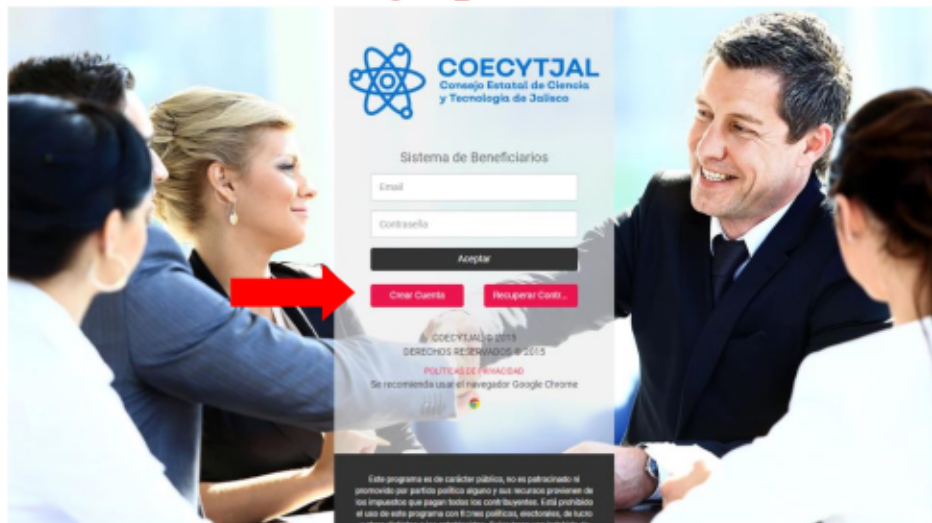 COECYTJAL
Consejo Estatal de Ciencia
y Tecnología de Jalisco
Sistema de Beneficiarios
Email
Contraseña
Aceptar
Crear Cuenta
Recuperar Contr...
COECYTJAL © 2015
DERECHOS RESERVADOS © 2015
POLÍTICAS DE PRIVACIDAD
Se recomienda usar el navegador Google Chrome
Este programa es de carácter público, no es patrocinado ni
promovido por partido político alguno y sus recursos provienen de
los impuestos que pagan todos los contribuyentes. Está prohibido
el uso de este programa con fines políticos, electorales, de lucro